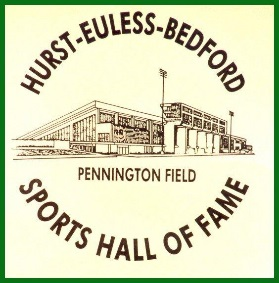 HURST-EULESS-BEDFORD
PENNINGTON FIELD
SPORTS HALL OF FAME